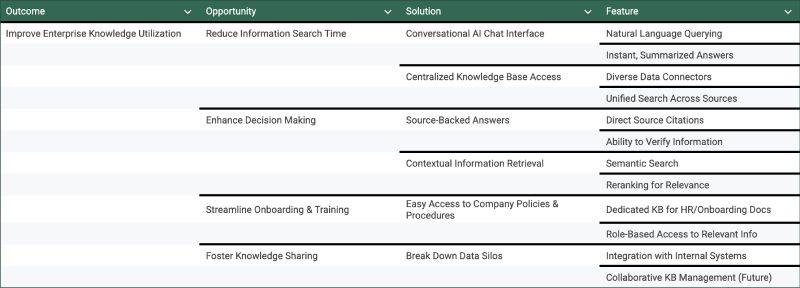 Outcome Opportunity Solution Feature
Improve Enterprise Knowledge Utilization Reduce Information Search Time Conversational AI Chat Interface Natural Language Querying
Instant, Summarized Answers
Centralized Knowledge Base Access Diverse Data Connectors
Unified Search Across Sources
Enhance Decision Making Source-Backed Answers Direct Source Citations
Ability to Verify Information
Contextual Information Retrieval Semantic Search
Reranking for Relevance
Streamline Onboarding & Training Easy Access to Company Policies &
Procedures Dedicated KB for HR/Onboarding Docs
Role-Based Access to Relevant Info
Foster Knowledge Sharing Break Down Data Silos Integration with Internal Systems
Collaborative KB Management (Future)